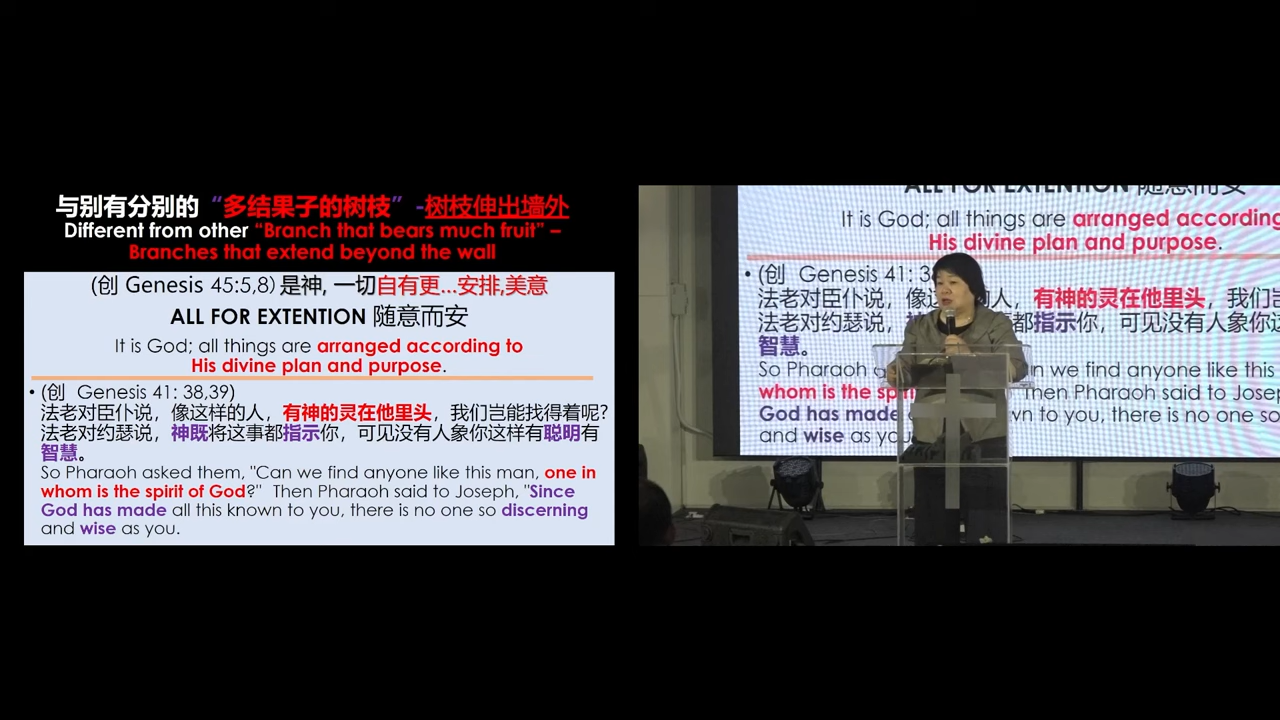 与别有分别的 “多结果子的树枝” -树枝伸出墙外
Different from other “Branch that bears much fruit” –
Branches that extend beyond the wall
(创 Genesis 45:5,8) 是神, 一切自有更...安排,美意
ALL FOR EXTENTION 随意而安
It is God; all things are arranged according to
His divine plan and purpose.
• (创 Genesis 41: 38,39)
法老对臣仆说，像这样的人，有神的灵在他里头，我们岂能找得着呢?
法老对约瑟说，神既将这事都指示你，可见没有人象你这样有聪明有
智慧。
So Pharaoh asked them, "Can we find anyone like this man, one in
whom is the spirit of God?" Then Pharaoh said to Joseph, "Since
God has made all this known to you, there is no one so discerning
and wise as you.
ALL FOR EXTENTION 随意而安
It is God; all things are arranged according
His divine plan and purpose.
• (创 Genesis 41: 3
法老对臣仆说，像这 的人，有神的灵在他里头，我们岂
法老对约瑟说， 都指示你，可见没有人象你这
智慧。
So Pharaoh n we find anyone like this
whom is the spiri Then Pharaoh said to Josep
God has made wn to you, there is no one so
and wise as you